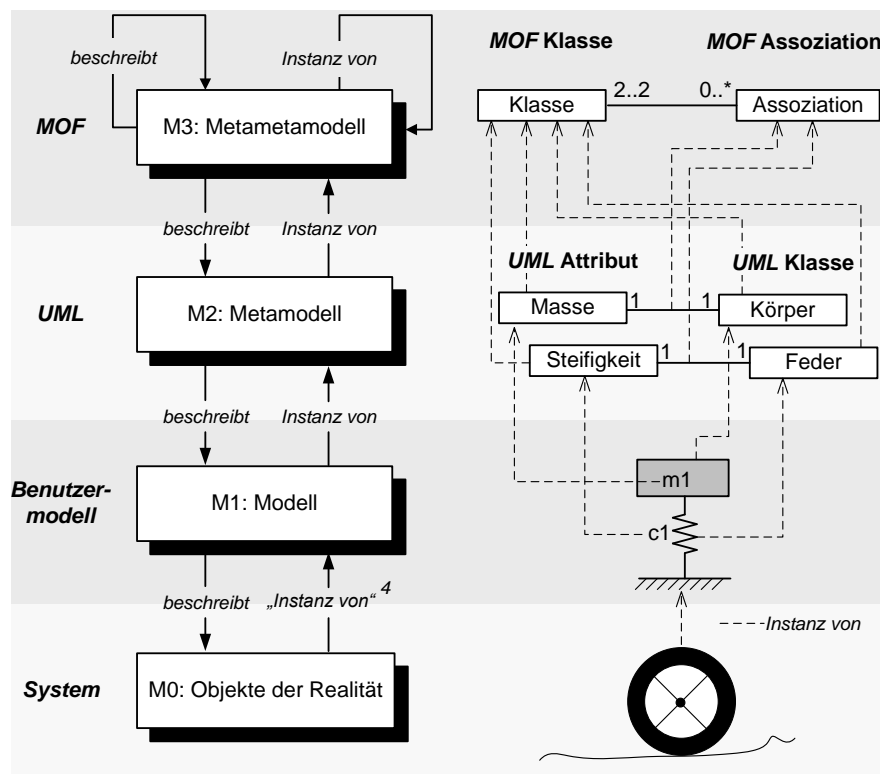 MOF Klasse
MOF Assoziation
beschreibt
Instanz von
2..2
0..*
Klasse
Assoziation
MOF
M3: Metametamodell
beschreibt
Instanz von
UML Attribut
UML Klasse
UML
M2: Metamodell
Masse
1
1
Körper
Steifigkeit
1
1
Feder
beschreibt
Instanz von
Benutzer-
modell
M1: Modell
m1
c1
beschreibt
„Instanz von“ 4
Instanz von
System
M0: Objekte der Realität